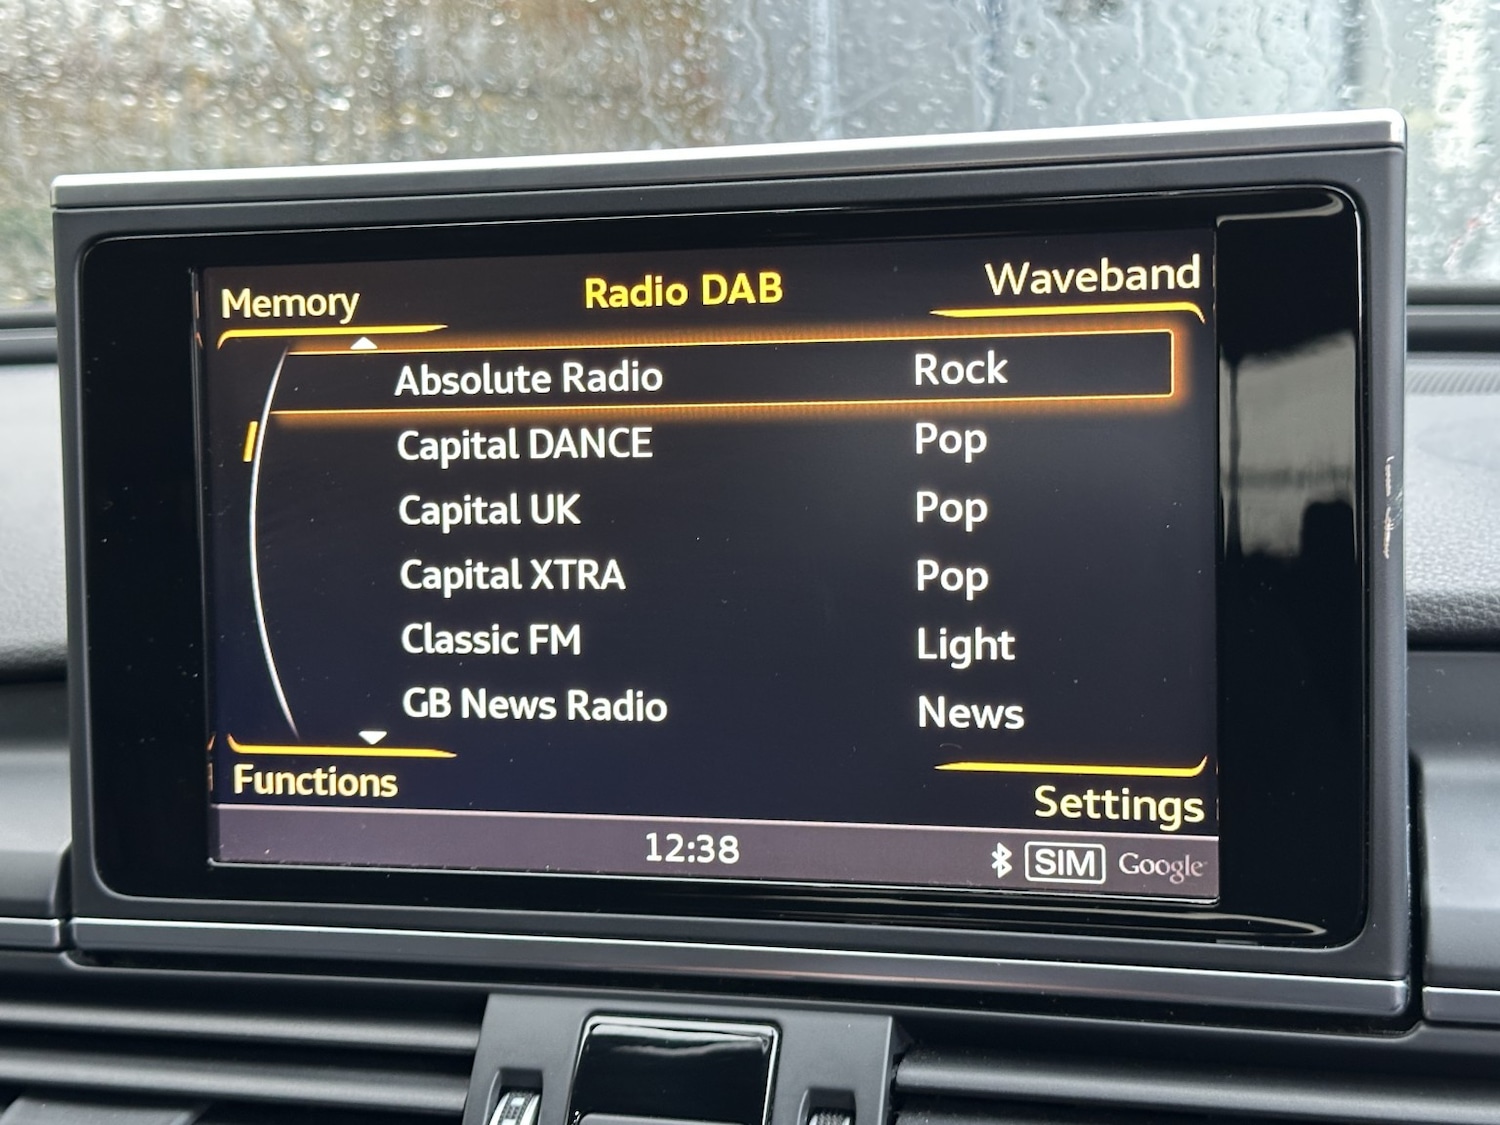 Memory Radio DAB Waveband
Absolute Radio Rock
Capital DANCE Pop
Capital UK Pop
Capital XTRA Pop
Classic FM Light
GB News Radio News
Functions Settings
12:38 SIM Google